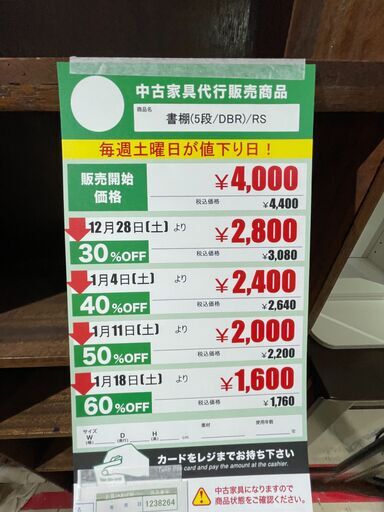 中古家具代行販売商品
商品名
書棚(5段/DBR)/RS
毎週土曜日が値下り日！
販売開始価格 ¥4,000
税込価格 ¥4,400
12月28日(土) より ¥2,800
30%OFF 税込価格 ¥3,080
1月4日(土) より ¥2,400
40%OFF 税込価格 ¥2,640
1月11日(土) より ¥2,000
50%OFF 税込価格 ¥2,200
1月18日(土) より ¥1,600
60%OFF 税込価格 ¥1,760
サイズ 素材 使用年数
W(幅) D(奥行) H(高) cm 年
カードをレジまでお持ち下さい
Take this card and pay the amount at the cashier.
中古家具になりますので
商品状態をご確認ください。
1238264